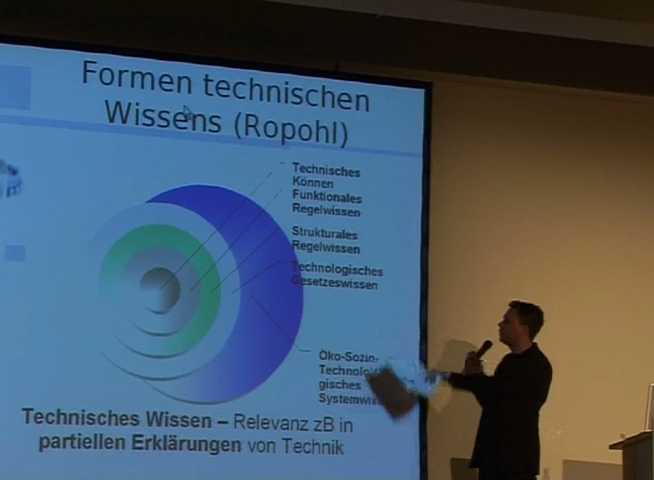 Formen technischen
Wissens (Ropohl)
Technisches
Können
Funktionales
Regelwissen
Strukturales
Regelwissen
Technologisches
Gesetzeswissen
Öko-Sozio-
gisches
Technisches Wissen – Relevanz zB in
partiellen Erklärungen von Technik